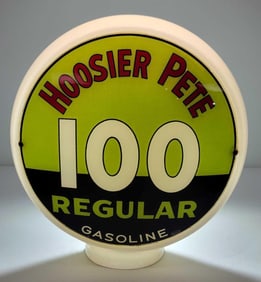 HOOSIER PETE
100
REGULAR
GASOLINE